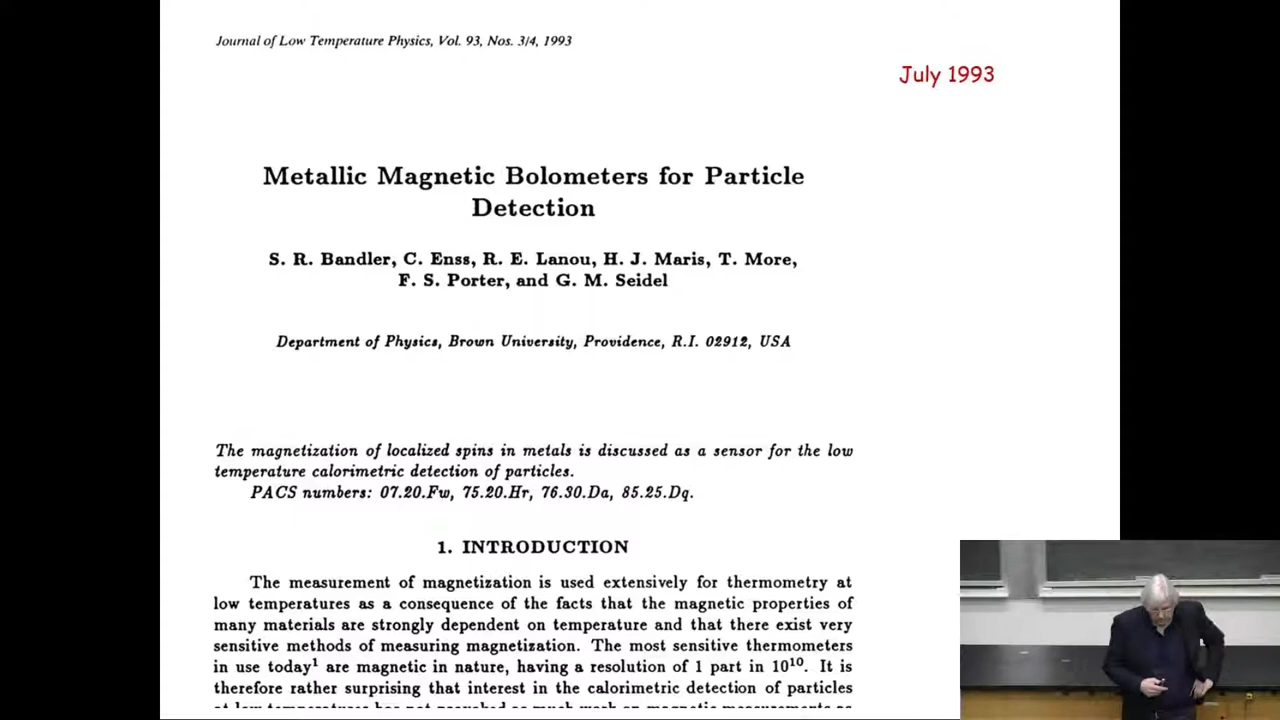 Journal of Low Temperature Physics, Vol. 93, Nos. 3/4, 1993
July 1993
Metallic Magnetic Bolometers for Particle
Detection
S. R. Bandler, C. Enss, R. E. Lanou, H. J. Maris, T. More,
F. S. Porter, and G. M. Seidel
Department of Physics, Brown University, Providence, R.I. 02912, USA
The magnetization of localized spins in metals is discussed as a sensor for the low
temperature calorimetric detection of particles.
PACS numbers: 07.20.Fw, 75.20.Hr, 76.30.Da, 85.25.Dq.
1. INTRODUCTION
The measurement of magnetization is used extensively for thermometry at
low temperatures as a consequence of the facts that the magnetic properties of
many materials are strongly dependent on temperature and that there exist very
sensitive methods of measuring magnetization. The most sensitive thermometers
in use today¹ are magnetic in nature, having a resolution of 1 part in 10¹⁰. It is
therefore rather surprising that interest in the calorimetric detection of particles